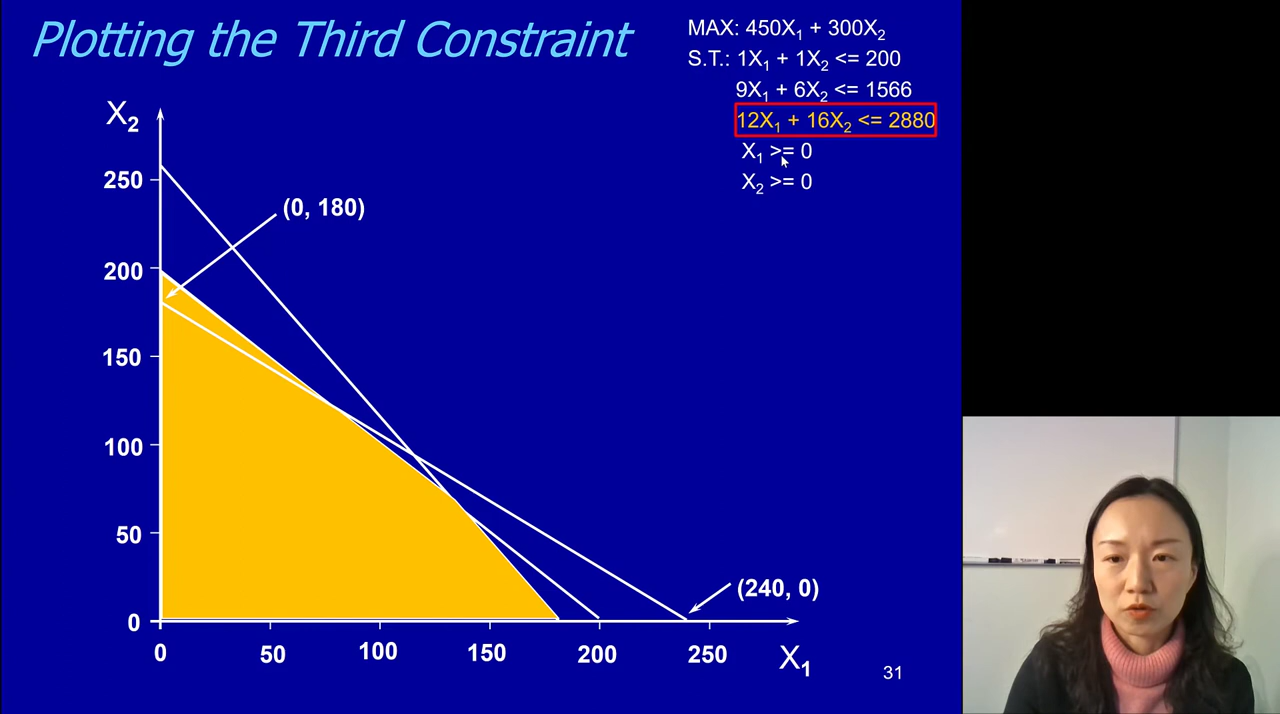 Plotting the Third Constraint
MAX: 450X₁ + 300X₂
S.T.: 1X₁ + 1X₂ <= 200
9X₁ + 6X₂ <= 1566
12X₁ + 16X₂ <= 2880
X₁ >= 0
X₂ >= 0
X₂
250
(0, 180)
200
150
100
50
(240, 0)
0
0 50 100 150 200 250
X₁
31